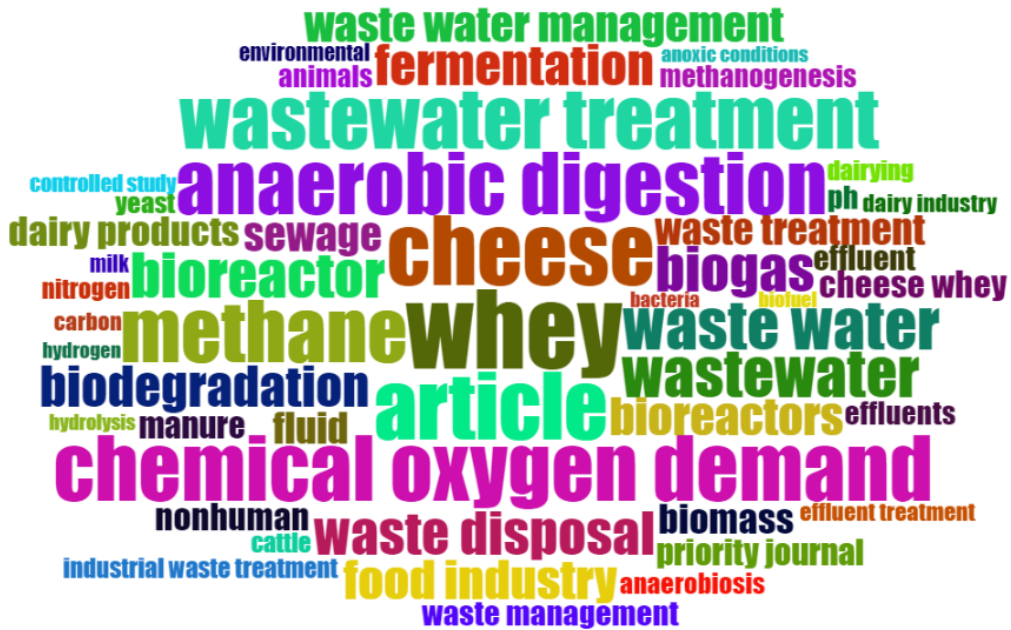 waste water management
environmental
anoxic conditions
animals
fermentation
methanogenesis
wastewater treatment
anaerobic digestion
dairying
controlled study
yeast
ph
dairy industry
dairy products
sewage
cheese
waste treatment
milk
bioreactor
biogas
effluent
cheese whey
nitrogen
bacteria
biofuel
carbon
methane
whey
waste water
hydrogen
biodegradation
wastewater
article
hydrolysis
manure
fluid
bioreactors
effluents
chemical oxygen demand
nonhuman
waste disposal
biomass
effluent treatment
cattle
priority journal
industrial waste treatment
food industry
anaerobiosis
waste management